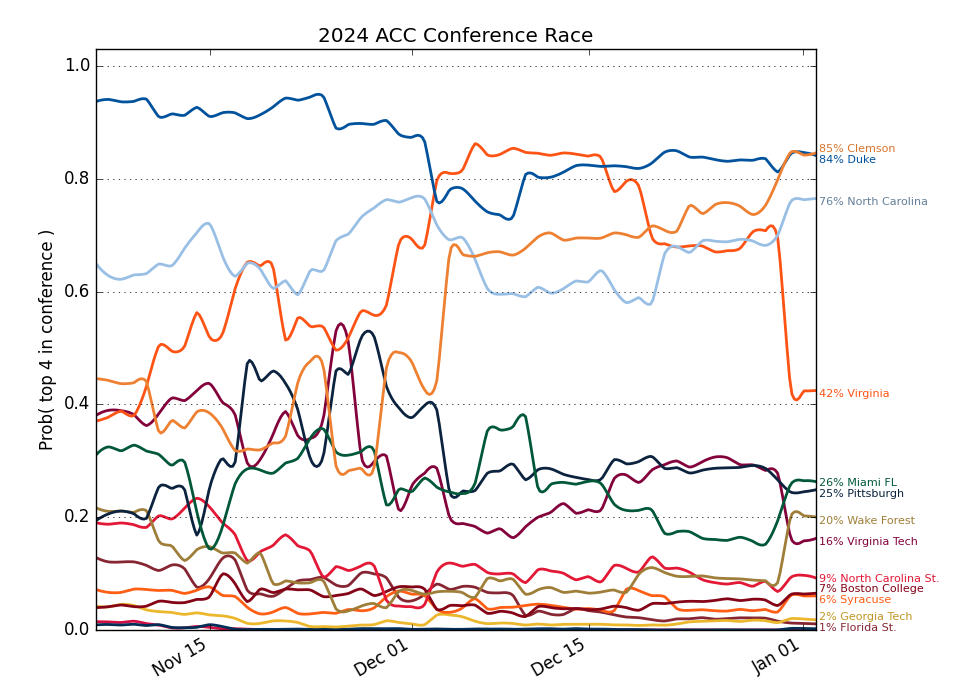 2024 ACC Conference Race
Prob( top 4 in conference )
1.0
0.8
0.6
0.4
0.2
0.0
Nov 15
Dec 01
Dec 15
Jan 01
85% Clemson
84% Duke
76% North Carolina
42% Virginia
26% Miami FL
25% Pittsburgh
20% Wake Forest
16% Virginia Tech
9% North Carolina St.
7% Boston College
6% Syracuse
2% Georgia Tech
1% Florida St.